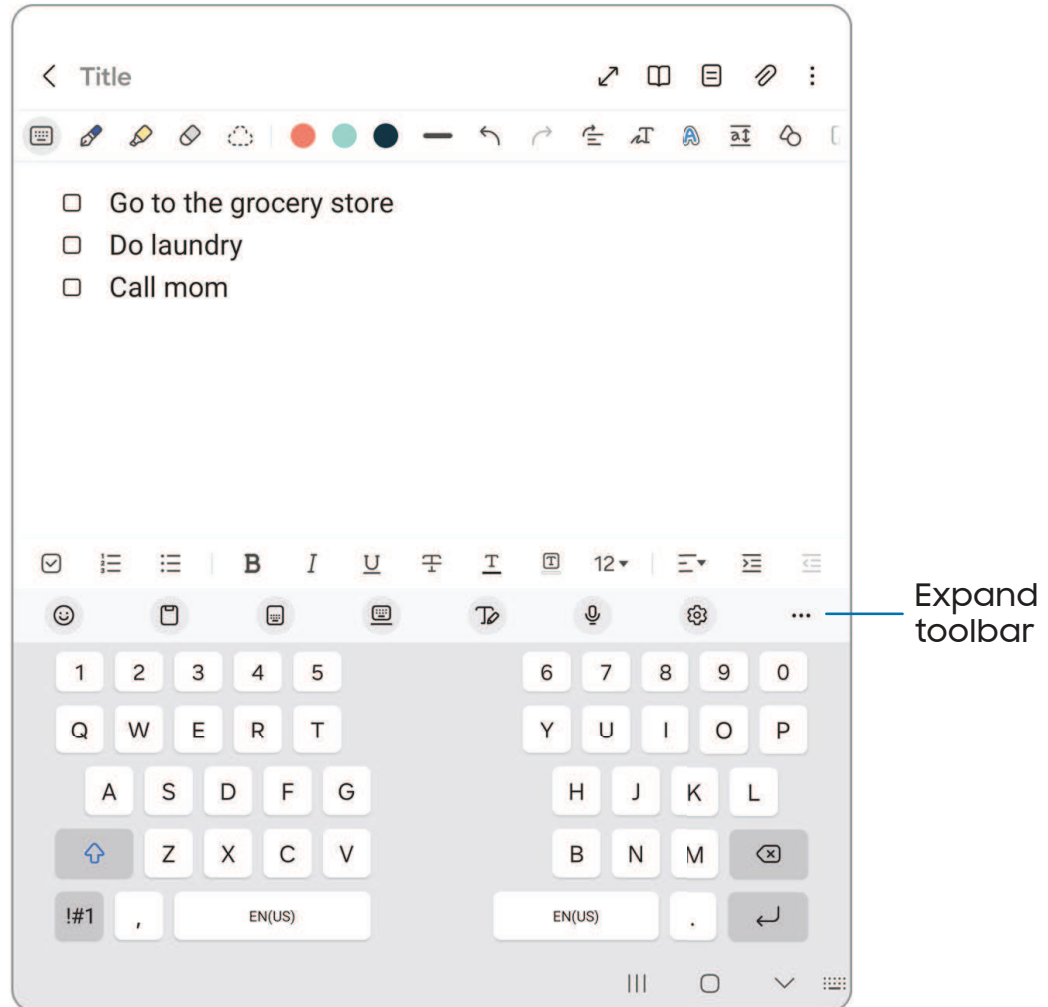 Title
Go to the grocery store
Do laundry
Call mom
B I U T T T 12
Expand
toolbar
1 2 3 4 5 6 7 8 9 0
Q W E R T Y U I O P
A S D F G H J K L
Z X C V B N M
!#1 , EN(US) EN(US) .